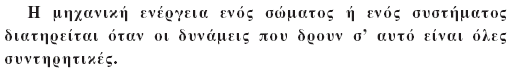 Η μηχανική ενέργεια ενός σώματος ή ενός συστήματος
διατηρείται όταν οι δυνάμεις που δρουν σ' αυτό είναι όλες
συντηρητικές.